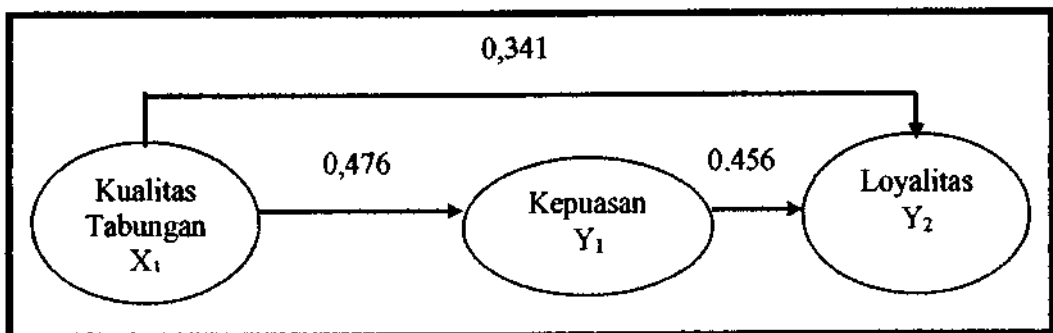 0,341
0,476
0.456
Kualitas
Tabungan
X₁
Kepuasan
Y₁
Loyalitas
Y₂